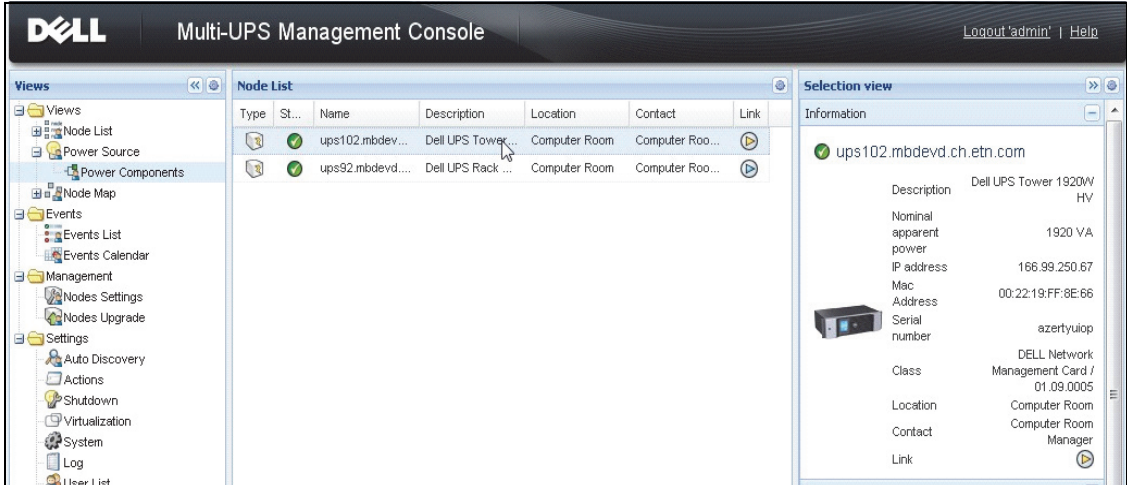 DELL Multi-UPS Management Console Logout 'admin' | Help
Views
Views
Node List
Power Source
Power Components
Node Map
Events
Events List
Events Calendar
Management
Nodes Settings
Nodes Upgrade
Settings
Auto Discovery
Actions
Shutdown
Virtualization
System
Log
User List
Node List
Type St... Name Description Location Contact Link
ups102.mbdev... Dell UPS Tower... Computer Room Computer Roo...
ups92.mbdevd.... Dell UPS Rack ... Computer Room Computer Roo...
Selection view
Information
ups102.mbdevd.ch.etn.com
Description Dell UPS Tower 1920W
HV
Nominal
apparent 1920 VA
power
IP address 166.99.250.67
Mac
Address 00:22:19:FF:8E:66
Serial
number azertyuiop
DELL Network
Class Management Card /
01.09.0005
Location Computer Room
Contact Computer Room
Manager
Link